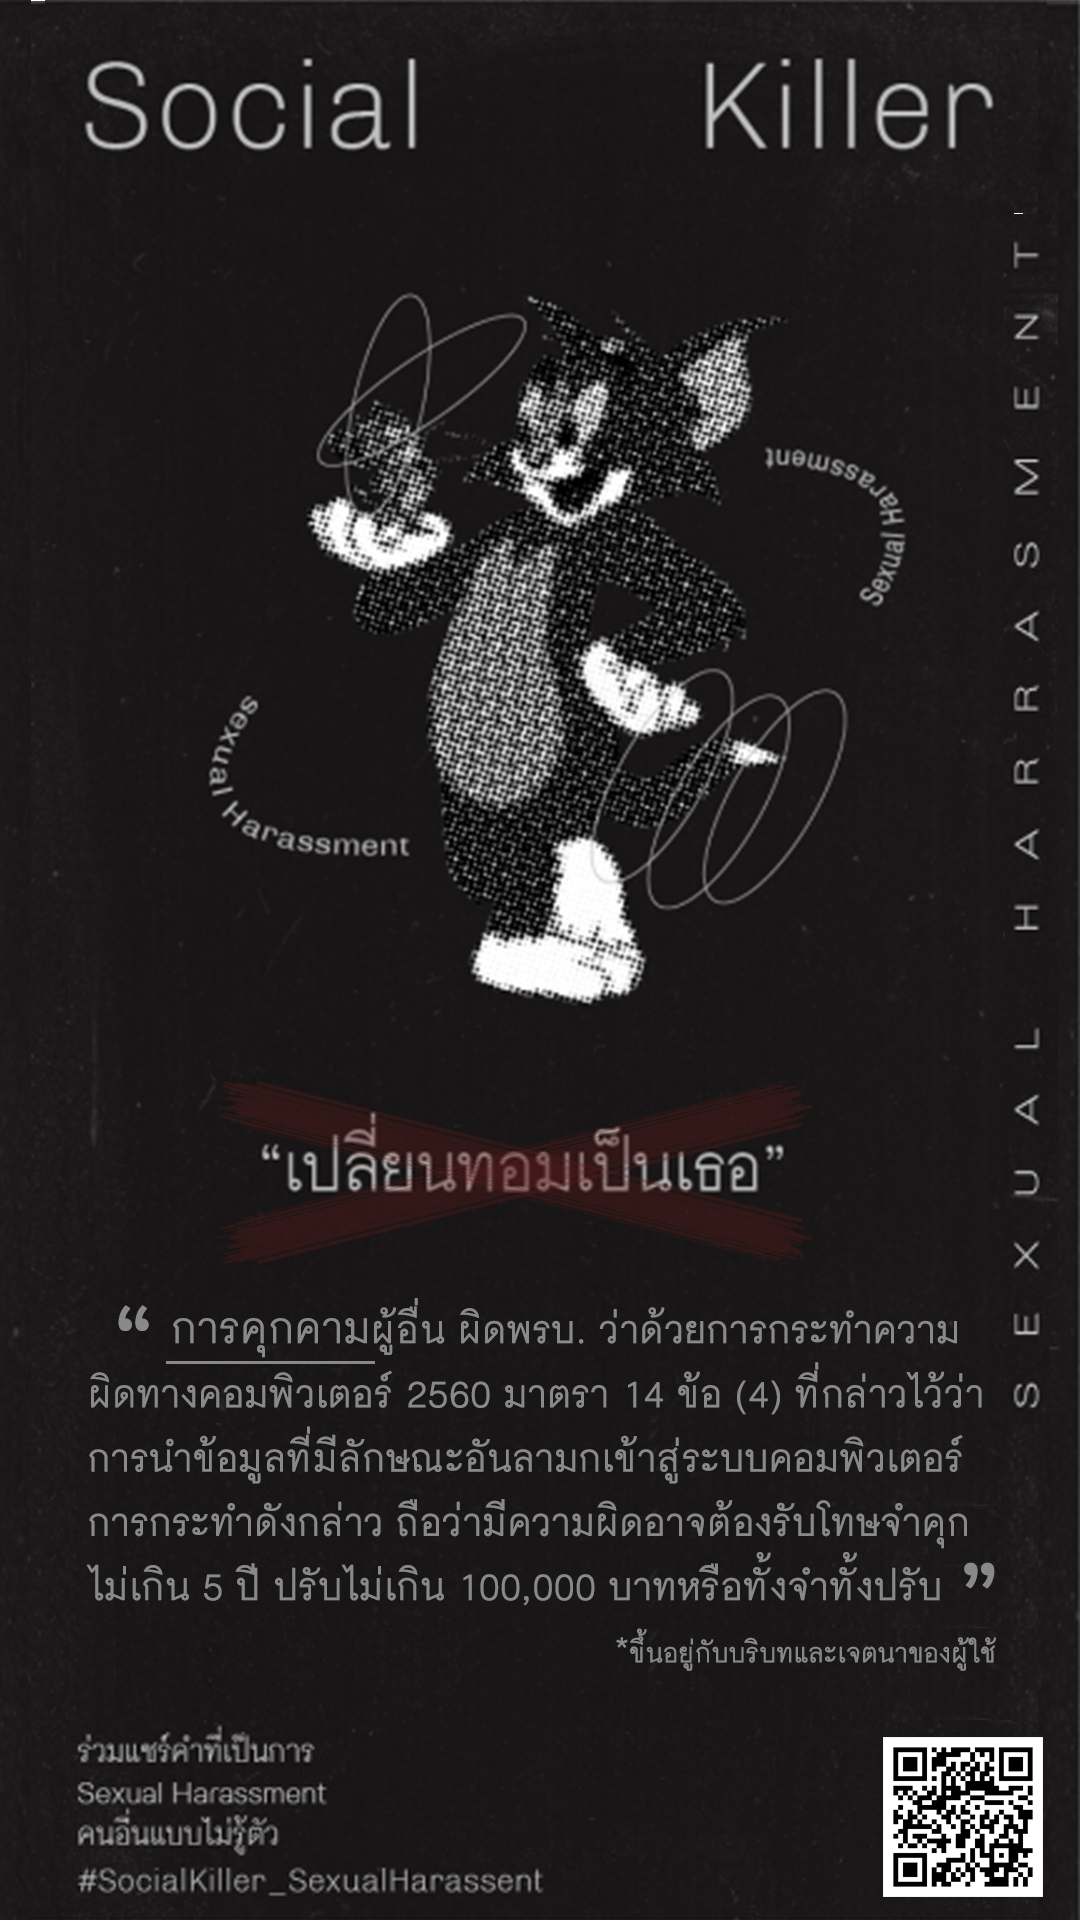 Social Killer
SEXUAL HARRASMENT
Sexual Harassment
sexual Harassment
“เปลี่ยนทอมเป็นเธอ”
“ การคุกคามผู้อื่น ผิดพรบ. ว่าด้วยการกระทำความ
ผิดทางคอมพิวเตอร์ 2560 มาตรา 14 ข้อ (4) ที่กล่าวไว้ว่า
การนำข้อมูลที่มีลักษณะอันลามกเข้าสู่ระบบคอมพิวเตอร์
การกระทำดังกล่าว ถือว่ามีความผิดอาจต้องรับโทษจำคุก
ไม่เกิน 5 ปี ปรับไม่เกิน 100,000 บาทหรือทั้งจำทั้งปรับ ”
*ขึ้นอยู่กับบริบทและเจตนาของผู้ใช้
ร่วมแชร์คำที่เป็นการ
Sexual Harassment
คนอื่นแบบไม่รู้ตัว
#SocialKiller_SexualHarassent